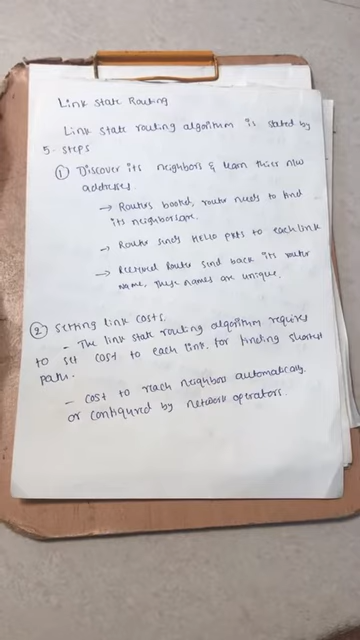 Link state Routing
Link state routing algorithm is stated by
5. steps
① Discover its neighbors & learn thier n/w
addresses.
→ Routers booted, router needs to find
its neighbors are.
→ Router sends HELLO PKTS to each link
→ Received Router send back its router
name, these names are unique.
② Setting link costs.
- The link state routing algorithm requires
to set cost to each link, for finding shortest
path.
- cost to reach neighbors automatically
or configured by network operators.